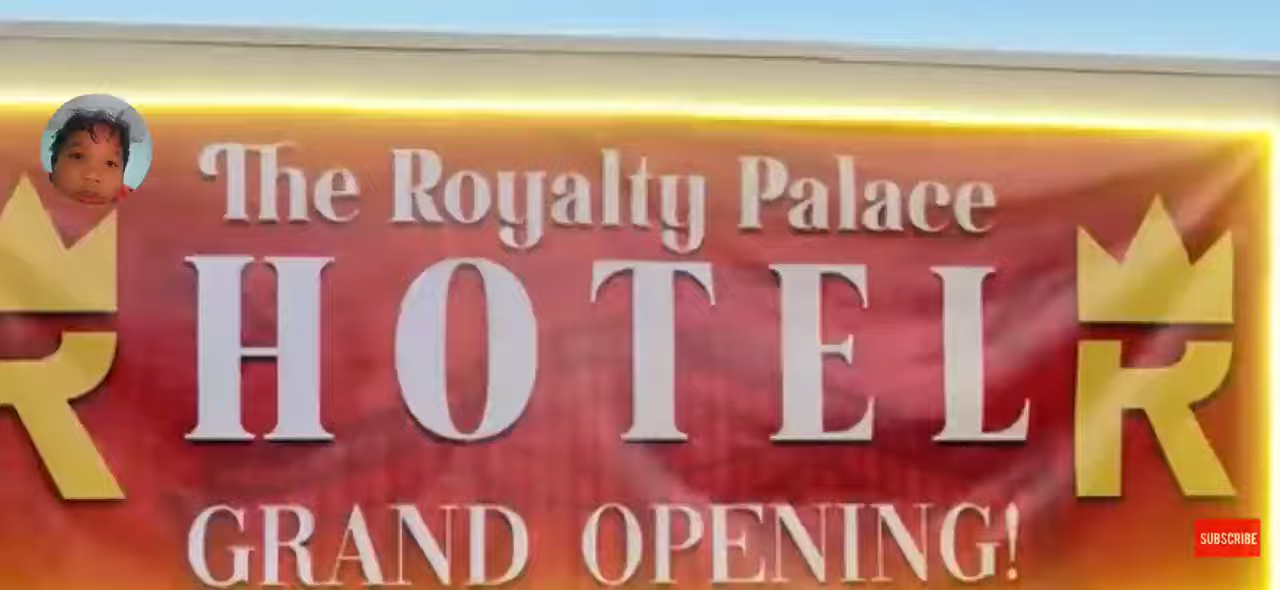 The Royalty Palace
HOTEL
R R
GRAND OPENING!
SUBSCRIBE